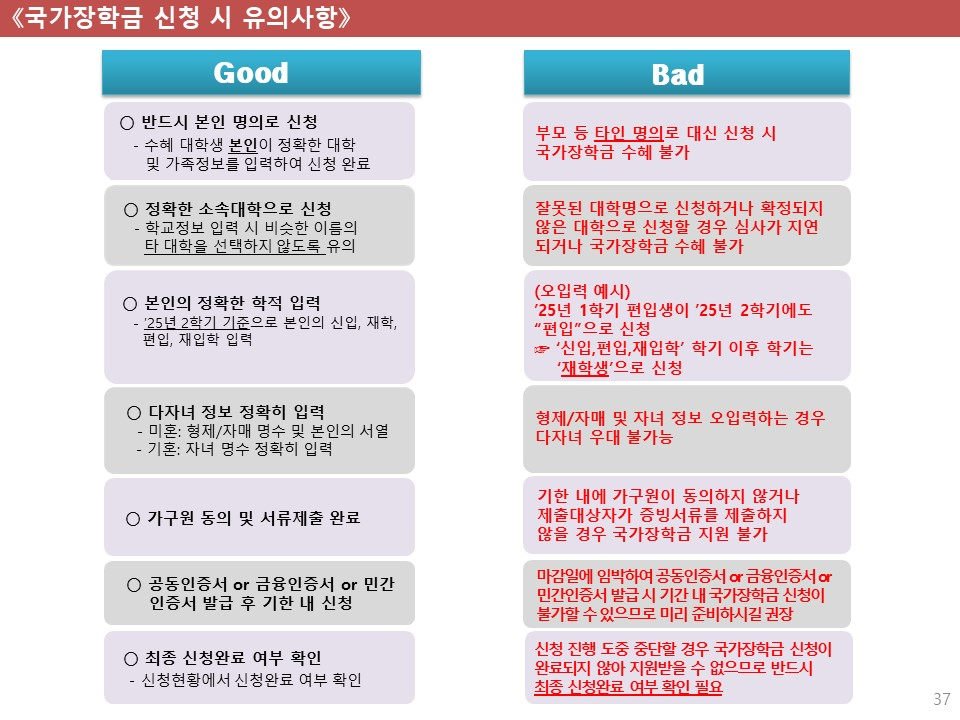 《국가장학금 신청 시 유의사항》
Good
Bad
○ 반드시 본인 명의로 신청
- 수혜 대학생 본인이 정확한 대학
및 가족정보를 입력하여 신청 완료
부모 등 타인 명의로 대신 신청 시
국가장학금 수혜 불가
○ 정확한 소속대학으로 신청
- 학교정보 입력 시 비슷한 이름의
타 대학을 선택하지 않도록 유의
잘못된 대학명으로 신청하거나 확정되지
않은 대학으로 신청할 경우 심사가 지연
되거나 국가장학금 수혜 불가
○ 본인의 정확한 학적 입력
- ‘25년 2학기 기준으로 본인의 신입, 재학,
편입, 재입학 입력
(오입력 예시)
’25년 1학기 편입생이 ’25년 2학기에도
“편입”으로 신청
☞ ‘신입,편입,재입학’ 학기 이후 학기는
‘재학생’으로 신청
○ 다자녀 정보 정확히 입력
- 미혼: 형제/자매 명수 및 본인의 서열
- 기혼: 자녀 명수 정확히 입력
형제/자매 및 자녀 정보 오입력하는 경우
다자녀 우대 불가능
○ 가구원 동의 및 서류제출 완료
기한 내에 가구원이 동의하지 않거나
제출대상자가 증빙서류를 제출하지
않을 경우 국가장학금 지원 불가
○ 공동인증서 or 금융인증서 or 민간
인증서 발급 후 기한 내 신청
마감일에 임박하여 공동인증서 or 금융인증서 or
민간인증서 발급 시 기간 내 국가장학금 신청이
불가할 수 있으므로 미리 준비하시길 권장
○ 최종 신청완료 여부 확인
- 신청현황에서 신청완료 여부 확인
신청 진행 도중 중단할 경우 국가장학금 신청이
완료되지 않아 지원받을 수 없으므로 반드시
최종 신청완료 여부 확인 필요
37